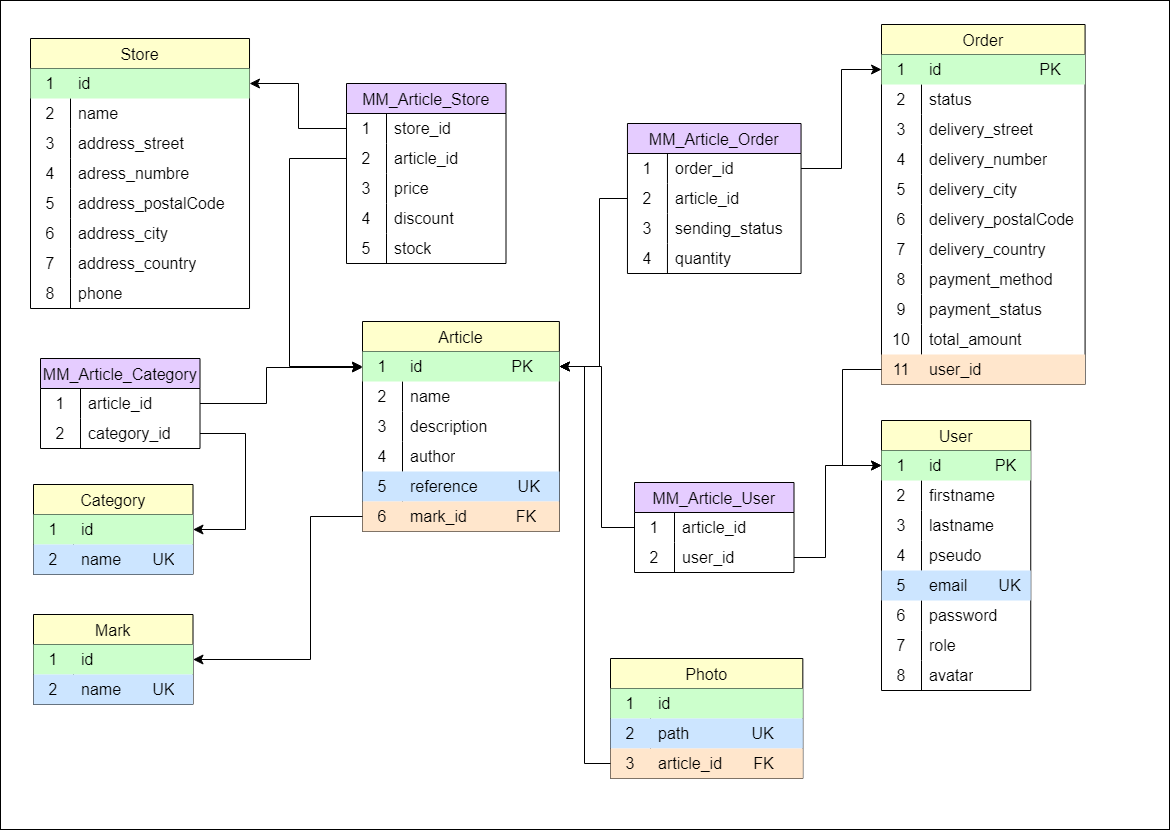 Store
1 id
2 name
3 address_street
4 adress_numbre
5 address_postalCode
6 address_city
7 address_country
8 phone
MM_Article_Store
1 store_id
2 article_id
3 price
4 discount
5 stock
MM_Article_Order
1 order_id
2 article_id
3 sending_status
4 quantity
Order
1 id PK
2 status
3 delivery_street
4 delivery_number
5 delivery_city
6 delivery_postalCode
7 delivery_country
8 payment_method
9 payment_status
10 total_amount
11 user_id
MM_Article_Category
1 article_id
2 category_id
Article
1 id PK
2 name
3 description
4 author
5 reference UK
6 mark_id FK
Category
1 id
2 name UK
MM_Article_User
1 article_id
2 user_id
User
1 id PK
2 firstname
3 lastname
4 pseudo
5 email UK
6 password
7 role
8 avatar
Mark
1 id
2 name UK
Photo
1 id
2 path UK
3 article_id FK